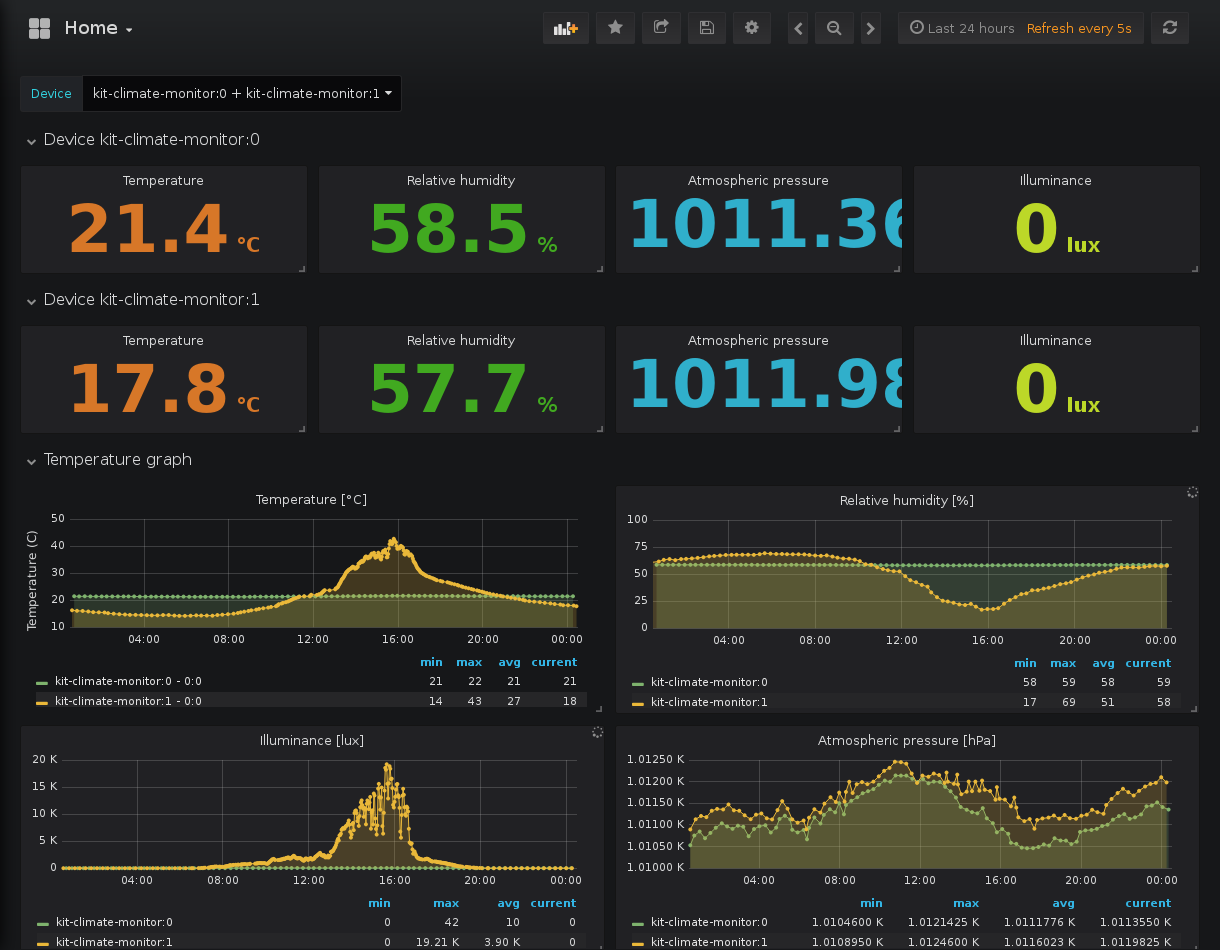 Home
Last 24 hours Refresh every 5s
Device kit-climate-monitor:0 + kit-climate-monitor:1
Device kit-climate-monitor:0
Temperature Relative humidity Atmospheric pressure Illuminance
21.4 °C 58.5 % 1011.36 0 lux
Device kit-climate-monitor:1
Temperature Relative humidity Atmospheric pressure Illuminance
17.8 °C 57.7 % 1011.98 0 lux
Temperature graph
Temperature [°C]
Temperature (C)
50
40
30
20
10
04:00 08:00 12:00 16:00 20:00 00:00
min max avg current
kit-climate-monitor:0 - 0:0 21 22 21 21
kit-climate-monitor:1 - 0:0 14 43 27 18
Relative humidity [%]
100
75
50
25
0
04:00 08:00 12:00 16:00 20:00 00:00
min max avg current
kit-climate-monitor:0 58 59 58 59
kit-climate-monitor:1 17 69 51 58
Illuminance [lux]
20 K
15 K
10 K
5 K
0
04:00 08:00 12:00 16:00 20:00 00:00
min max avg current
kit-climate-monitor:0 0 42 10 0
kit-climate-monitor:1 0 19.21 K 3.90 K 0
Atmospheric pressure [hPa]
1.01250 K
1.01200 K
1.01150 K
1.01100 K
1.01050 K
1.01000 K
04:00 08:00 12:00 16:00 20:00 00:00
min max avg current
kit-climate-monitor:0 1.0104600 K 1.0121425 K 1.0111776 K 1.0113550 K
kit-climate-monitor:1 1.0108950 K 1.0124600 K 1.0116023 K 1.0119825 K